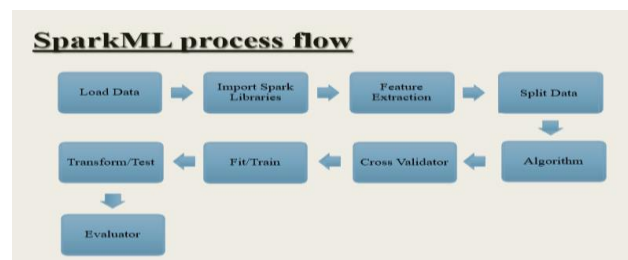 SparkML process flow
Load Data
Import Spark
Libraries
Feature
Extraction
Split Data
Algorithm
Cross Validator
Fit/Train
Transform/Test
Evaluator